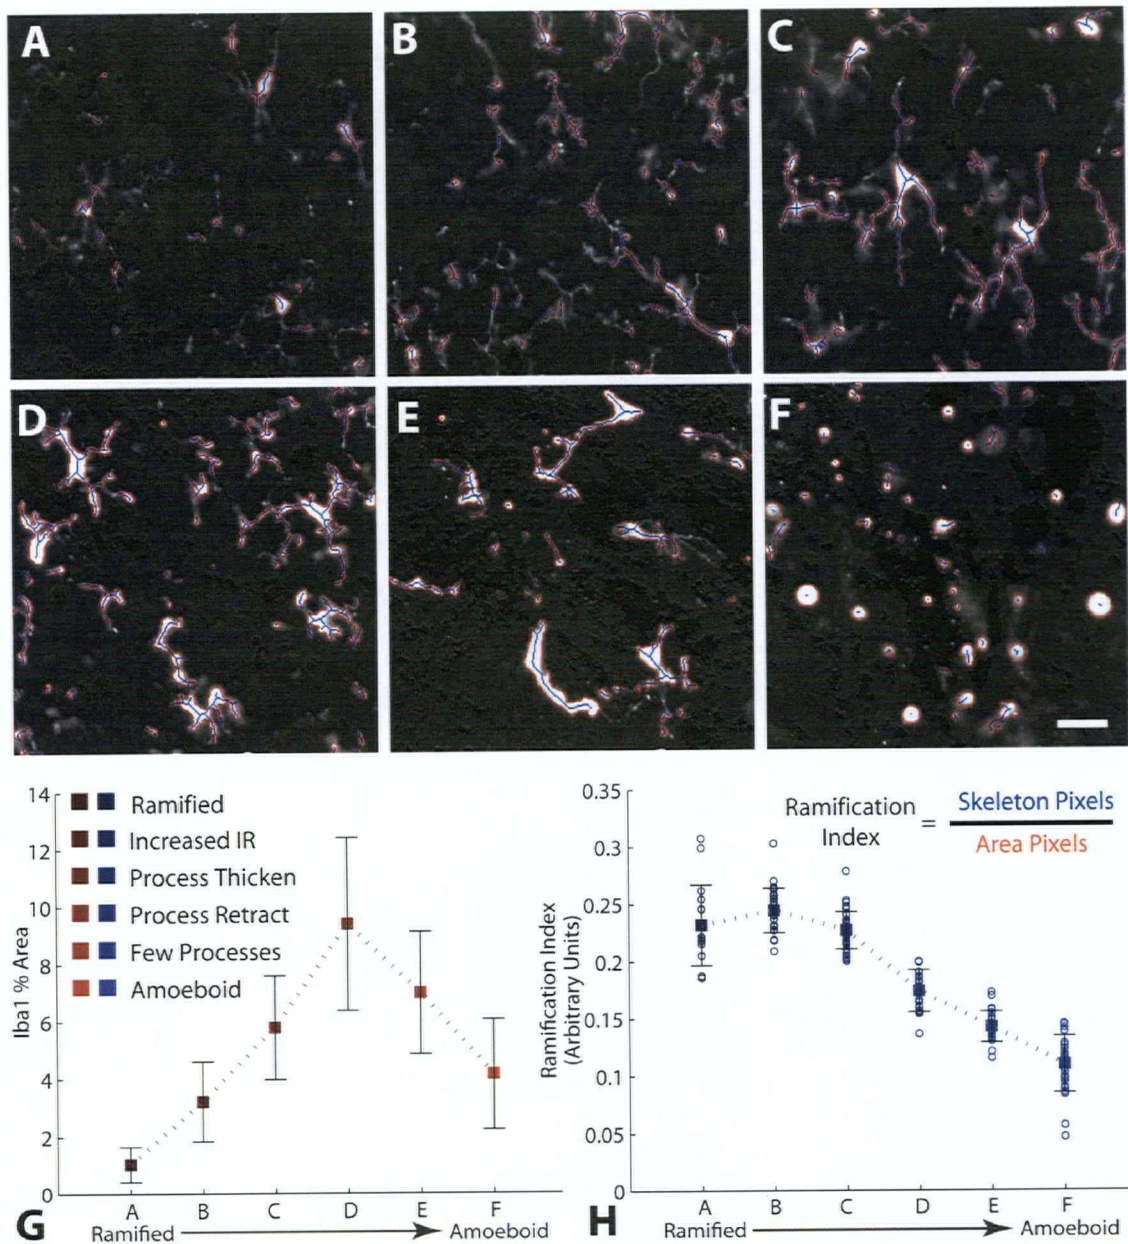 A
B
C
D
E
F
14
12
10
8
6
4
2
0
Iba1 % Area
Ramified
Increased IR
Process Thicken
Process Retract
Few Processes
Amoeboid
A B C D E F
G
Ramified Amoeboid
0.35
0.3
0.25
0.2
0.15
0.1
0.05
0
Ramification Index
(Arbitrary Units)
Ramification
Index
=
Skeleton Pixels
Area Pixels
A B C D E F
H
Ramified Amoeboid